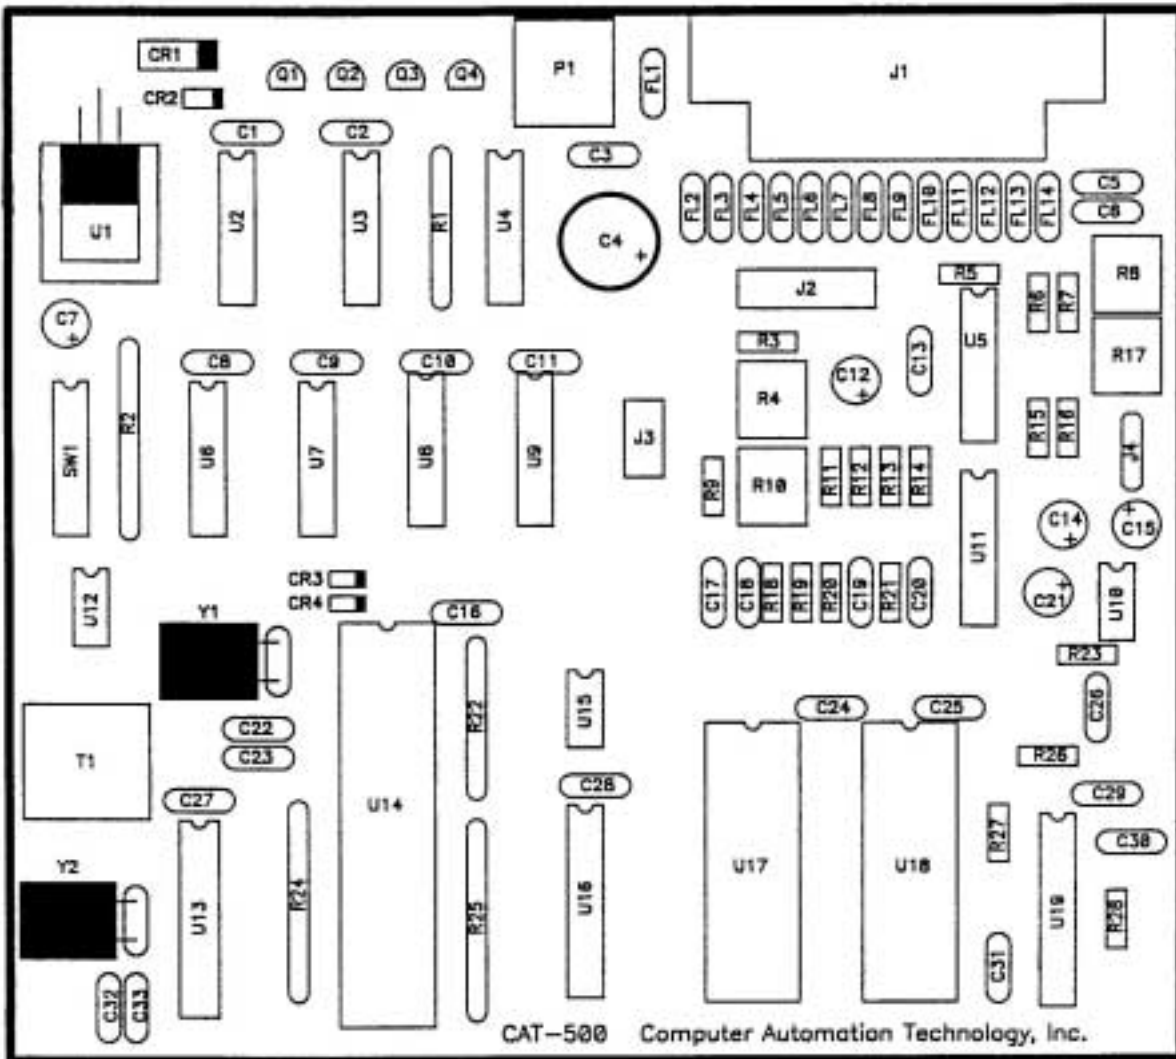 CR1
Q1 Q2 Q3 Q4
P1
FL1
J1
CR2
C1 C2
C3
U1
U2
U3
R1
U4
C4
+
FL2 FL3 FL4 FL5 FL6 FL7 FL8 FL9 FL10 FL11 FL12 FL13 FL14
C5
C6
J2
R5
R6 R7
R8
C7
+
R3
U5
R17
C8 C9 C10 C11
C12
+
C13
R4
SW1
R2
U6
U7
U8
U9
J3
R15 R16
J4
R9
R10
R11 R12 R13 R14
U11
C14
+
C15
+
U12
CR3
CR4
C17 C18 R18 R19 R20 C19 R21 C20
C21
+
U10
Y1
C16
R23
R22
U15
C24 C25
C26
T1
C22
C23
R26
C27
U14
C28
C29
R27
C30
Y2
U13
R24
R25
U16
U17
U18
U19
R28
C31
C32 C33
CAT-500 Computer Automation Technology, Inc.